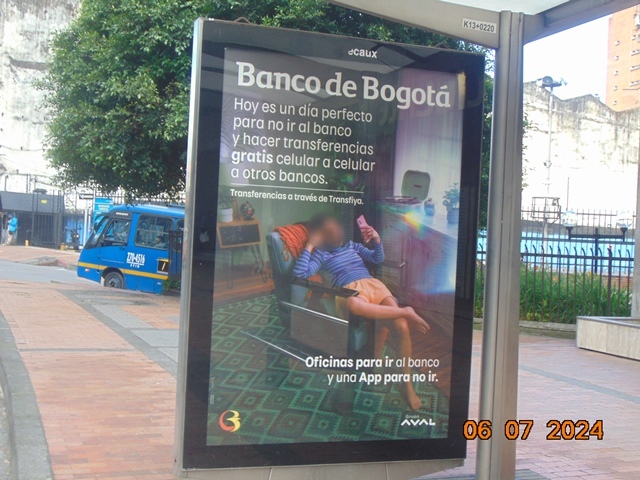 K13+0220
ecaux
Banco de Bogotá
Hoy es un día perfecto
para no ir al banco
y hacer transferencias
gratis celular a celular
a otros bancos.
Transferencias a través de Transfiya.
Oficinas para ir al banco
y una App para no ir.
AVAL
06 07 2024